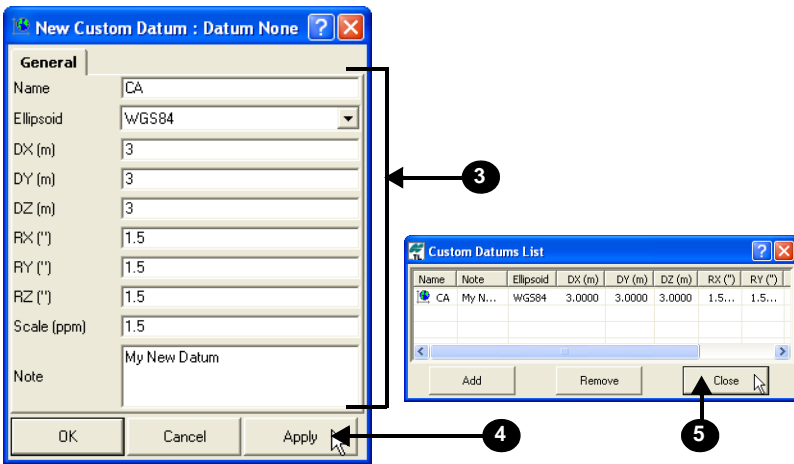 New Custom Datum : Datum None
General
Name CA
Ellipsoid WGS84
DX (m) 3
DY (m) 3
DZ (m) 3
RX (") 1.5
RY (") 1.5
RZ (") 1.5
Scale (ppm) 1.5
Note My New Datum
OK Cancel Apply
3
4
TL Custom Datums List
Name Note Ellipsoid DX (m) DY (m) DZ (m) RX (") RY (")
CA My N... WGS84 3.0000 3.0000 3.0000 1.5... 1.5...
Add Remove Close
5